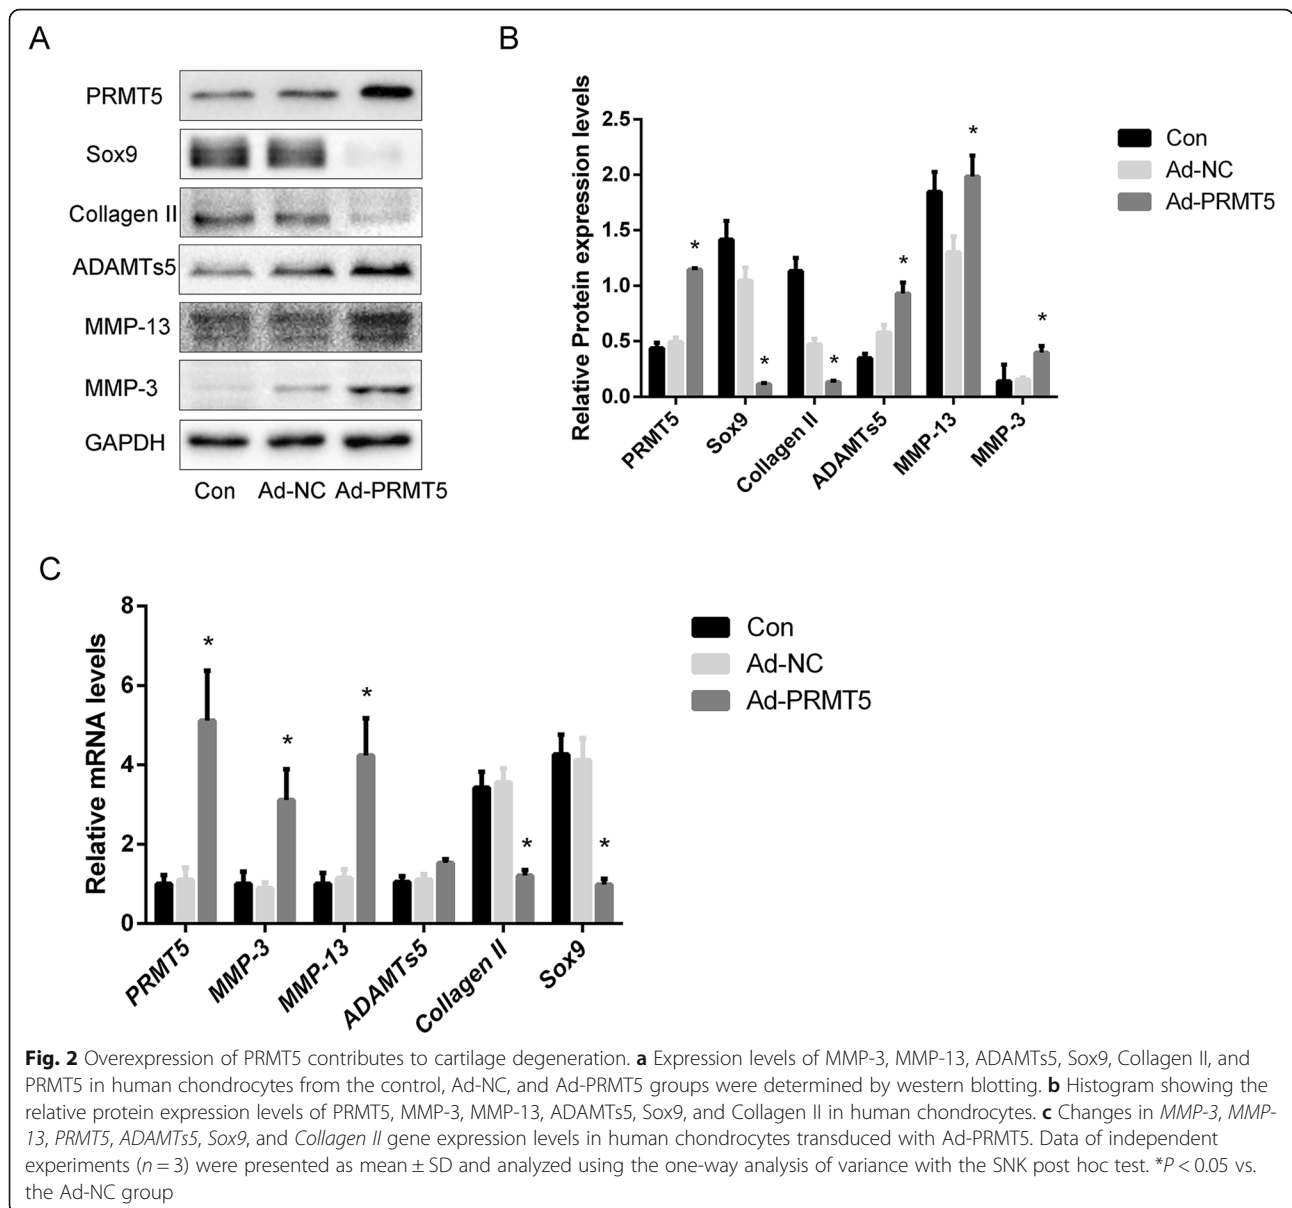 A
PRMT5
Sox9
Collagen II
ADAMTs5
MMP-13
MMP-3
GAPDH
Con Ad-NC Ad-PRMT5
B
Relative Protein expression levels
2.5
2.0
1.5
1.0
0.5
0.0
* * * * * *
PRMT5 Sox9 Collagen II ADAMTs5 MMP-13 MMP-3
Con
Ad-NC
Ad-PRMT5
C
Relative mRNA levels
8
6
4
2
0
* * * * *
PRMT5 MMP-3 MMP-13 ADAMTs5 Collagen II Sox9
Con
Ad-NC
Ad-PRMT5
Fig. 2 Overexpression of PRMT5 contributes to cartilage degeneration. a Expression levels of MMP-3, MMP-13, ADAMTs5, Sox9, Collagen II, and
PRMT5 in human chondrocytes from the control, Ad-NC, and Ad-PRMT5 groups were determined by western blotting. b Histogram showing the
relative protein expression levels of PRMT5, MMP-3, MMP-13, ADAMTs5, Sox9, and Collagen II in human chondrocytes. c Changes in MMP-3, MMP-
13, PRMT5, ADAMTs5, Sox9, and Collagen II gene expression levels in human chondrocytes transduced with Ad-PRMT5. Data of independent
experiments (n = 3) were presented as mean ± SD and analyzed using the one-way analysis of variance with the SNK post hoc test. *P < 0.05 vs.
the Ad-NC group